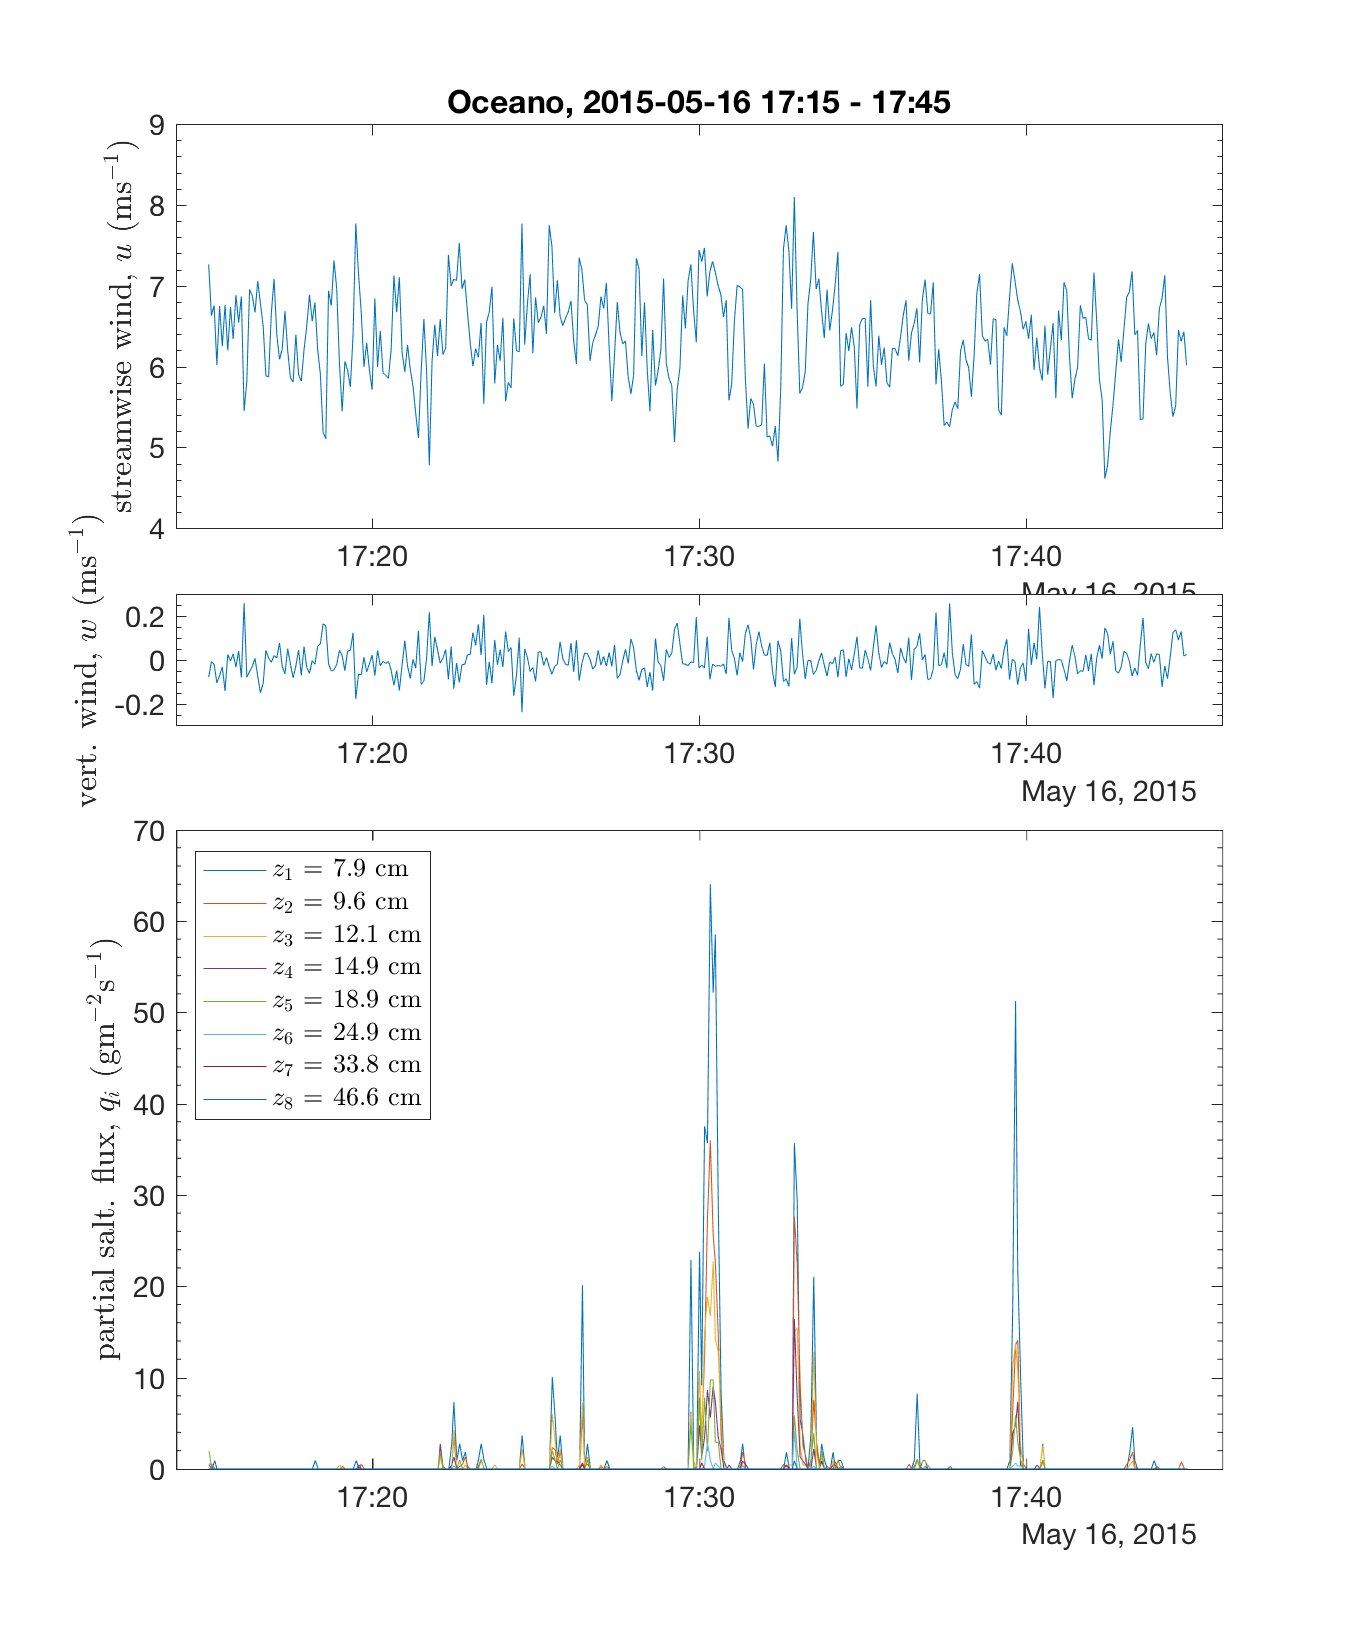 Oceano, 2015-05-16 17:15 - 17:45
streamwise wind, u (ms⁻¹)
9
8
7
6
5
4
17:20 17:30 17:40
May 16, 2015
vert. wind, w (ms⁻¹)
0.2
0
-0.2
17:20 17:30 17:40
May 16, 2015
partial salt. flux, qᵢ (gm⁻²s⁻¹)
70
60
50
40
30
20
10
0
z₁ = 7.9 cm
z₂ = 9.6 cm
z₃ = 12.1 cm
z₄ = 14.9 cm
z₅ = 18.9 cm
z₆ = 24.9 cm
z₇ = 33.8 cm
z₈ = 46.6 cm
17:20 17:30 17:40
May 16, 2015